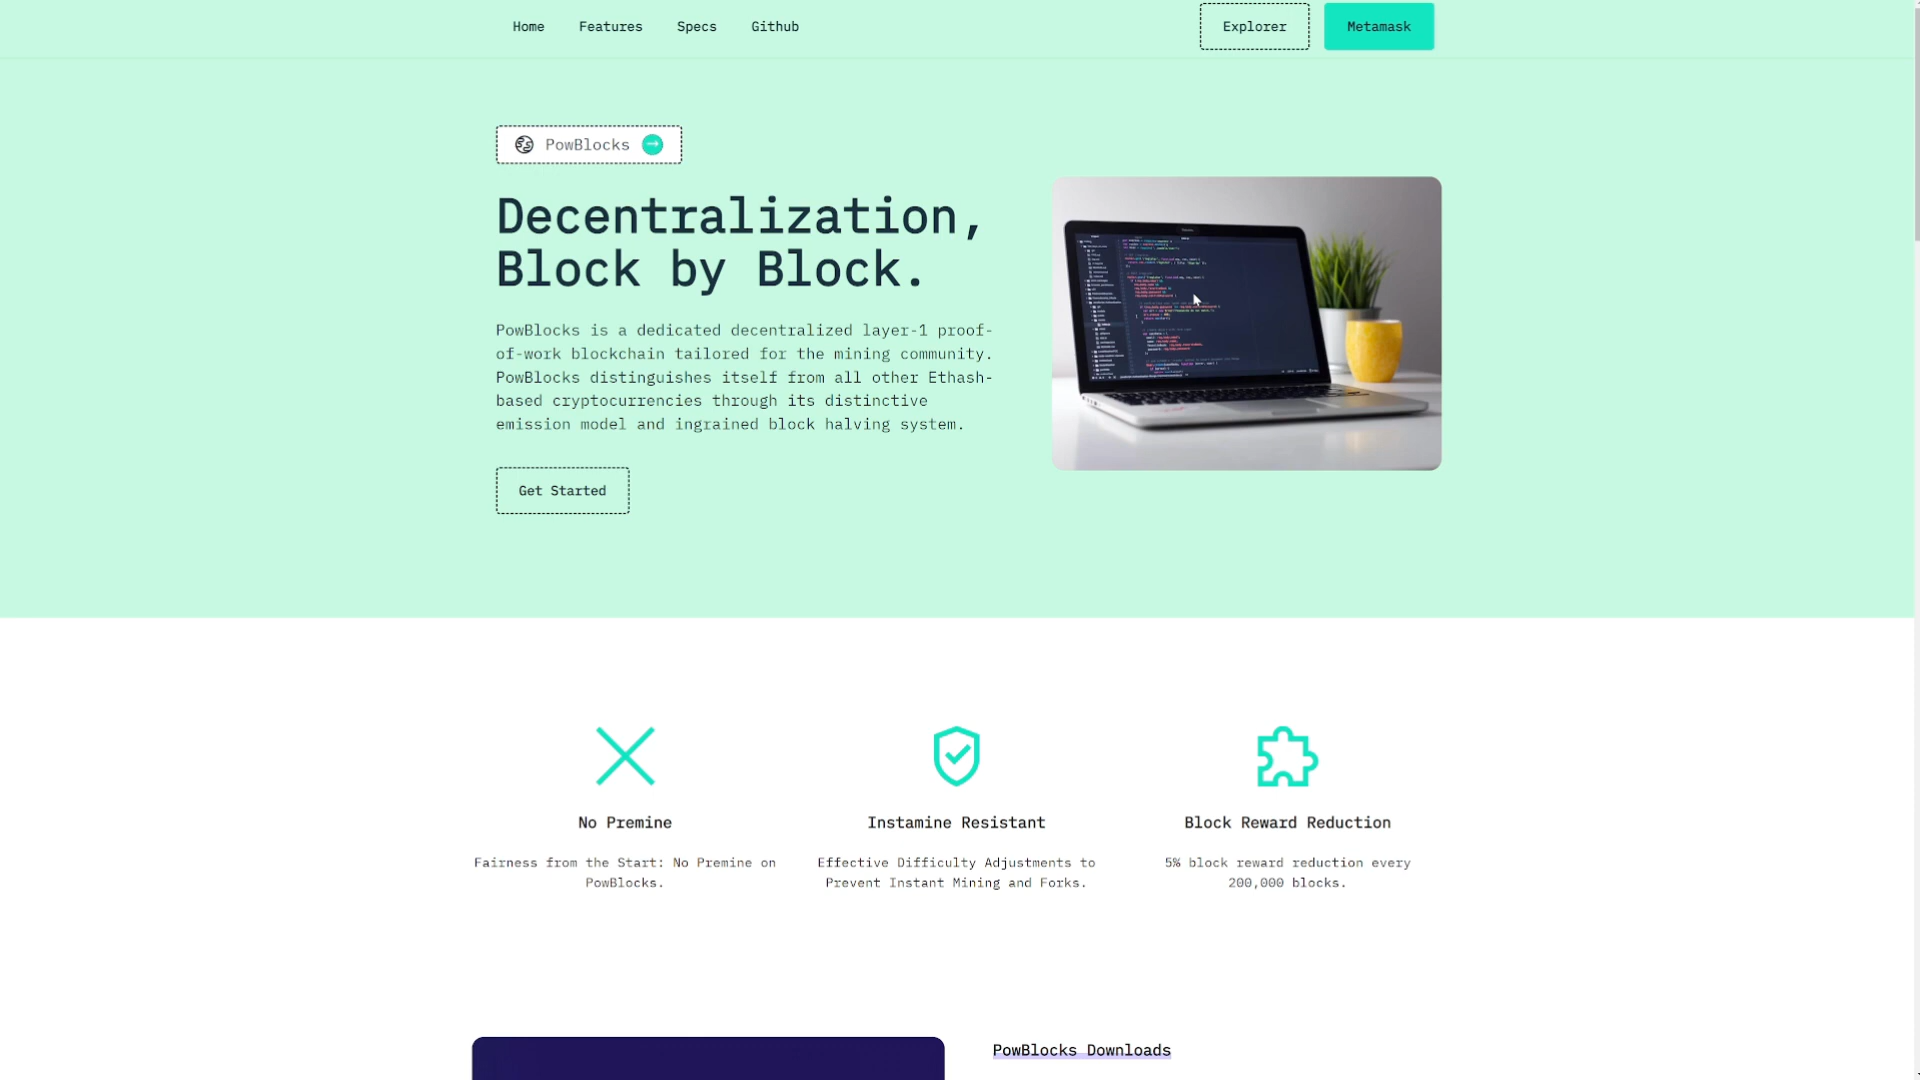 Home Features Specs Github Explorer Metamask
PowBlocks
Decentralization,
Block by Block.
PowBlocks is a dedicated decentralized layer-1 proof-
of-work blockchain tailored for the mining community.
PowBlocks distinguishes itself from all other Ethash-
based cryptocurrencies through its distinctive
emission model and ingrained block halving system.
Get Started
No Premine
Fairness from the Start: No Premine on
PowBlocks.
Instamine Resistant
Effective Difficulty Adjustments to
Prevent Instant Mining and Forks.
Block Reward Reduction
5% block reward reduction every
200,000 blocks.
PowBlocks Downloads